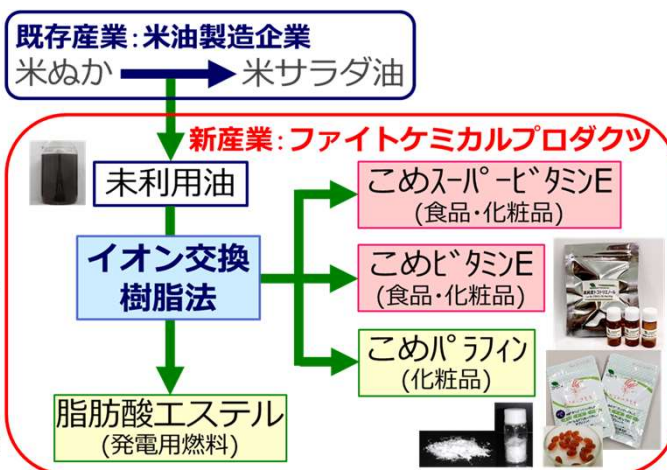 既存産業：米油製造企業
米ぬか
米サラダ油
新産業：ファイトケミカルプロダクツ
未利用油
イオン交換
樹脂法
脂肪酸エステル
(発電用燃料)
こめスーパービタミンE
(食品・化粧品)
こめビタミンE
(食品・化粧品)
こめパラフィン
(化粧品)